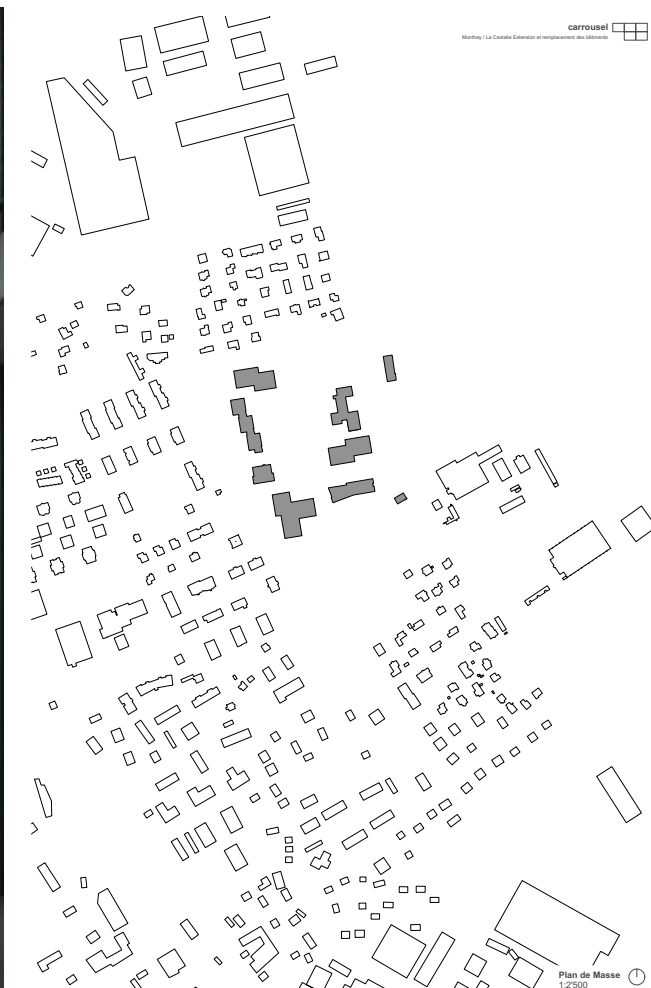 carrousel
Monthey / La Castalie Extension et remplacement des bâtiments
Plan de Masse
1:2'500